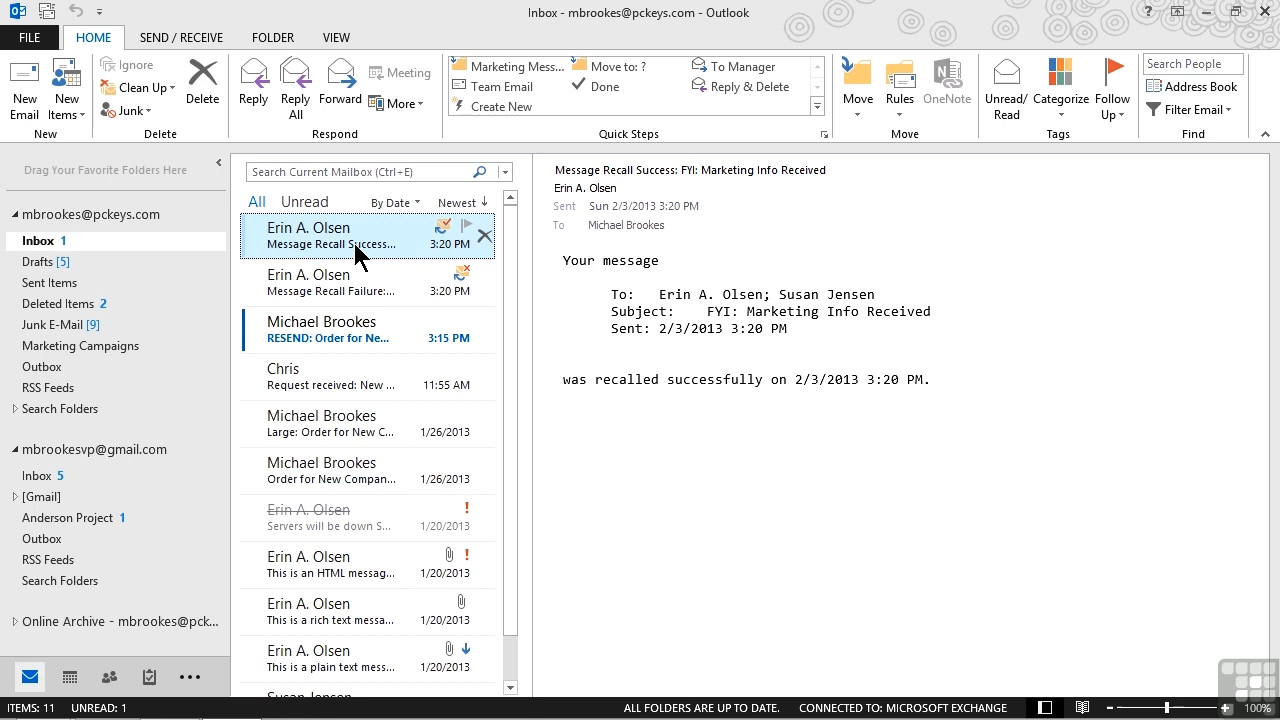 Inbox - mbrookes@pckeys.com - Outlook
FILE
HOME
SEND / RECEIVE
FOLDER
VIEW
New Email
New Items
New
Ignore
Clean Up
Junk
Delete
Delete
Reply
Reply All
Forward
Meeting
More
Respond
Marketing Mess...
Team Email
Create New
Move to: ?
Done
To Manager
Reply & Delete
Quick Steps
Move
Rules
OneNote
Move
Unread/ Read
Categorize
Follow Up
Tags
Search People
Address Book
Filter Email
Find
Drag Your Favorite Folders Here
mbrookes@pckeys.com
Inbox 1
Drafts [5]
Sent Items
Deleted Items 2
Junk E-Mail [9]
Marketing Campaigns
Outbox
RSS Feeds
Search Folders
mbrookesvp@gmail.com
Inbox 5
[Gmail]
Anderson Project 1
Outbox
RSS Feeds
Search Folders
Online Archive - mbrookes@pck...
Search Current Mailbox (Ctrl+E)
All Unread By Date Newest
Erin A. Olsen
Message Recall Success... 3:20 PM
Erin A. Olsen
Message Recall Failure:... 3:20 PM
Michael Brookes
RESEND: Order for Ne... 3:15 PM
Chris
Request received: New ... 11:55 AM
Michael Brookes
Large: Order for New C... 1/26/2013
Michael Brookes
Order for New Compan... 1/26/2013
Erin A. Olsen
Servers will be down S... 1/20/2013
Erin A. Olsen
This is an HTML messag... 1/20/2013
Erin A. Olsen
This is a rich text messa... 1/20/2013
Erin A. Olsen
This is a plain text mess... 1/20/2013
Susan Jensen
Message Recall Success: FYI: Marketing Info Received
Erin A. Olsen
Sent Sun 2/3/2013 3:20 PM
To Michael Brookes
Your message
To: Erin A. Olsen; Susan Jensen
Subject: FYI: Marketing Info Received
Sent: 2/3/2013 3:20 PM
was recalled successfully on 2/3/2013 3:20 PM.
ITEMS: 11 UNREAD: 1
ALL FOLDERS ARE UP TO DATE.
CONNECTED TO: MICROSOFT EXCHANGE
100%